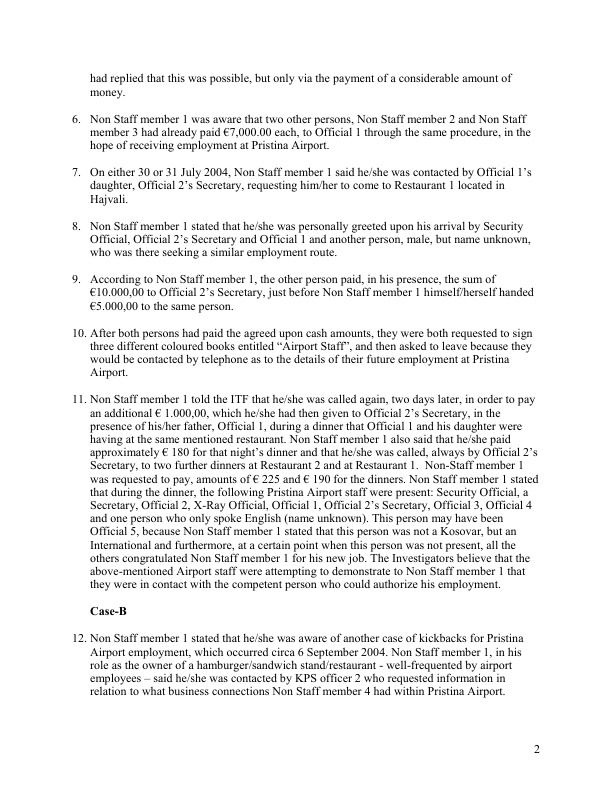 had replied that this was possible, but only via the payment of a considerable amount of
money.
6. Non Staff member 1 was aware that two other persons, Non Staff member 2 and Non Staff
member 3 had already paid €7,000.00 each, to Official 1 through the same procedure, in the
hope of receiving employment at Pristina Airport.
7. On either 30 or 31 July 2004, Non Staff member 1 said he/she was contacted by Official 1’s
daughter, Official 2’s Secretary, requesting him/her to come to Restaurant 1 located in
Hajvali.
8. Non Staff member 1 stated that he/she was personally greeted upon his arrival by Security
Official, Official 2’s Secretary and Official 1 and another person, male, but name unknown,
who was there seeking a similar employment route.
9. According to Non Staff member 1, the other person paid, in his presence, the sum of
€10.000,00 to Official 2’s Secretary, just before Non Staff member 1 himself/herself handed
€5.000,00 to the same person.
10. After both persons had paid the agreed upon cash amounts, they were both requested to sign
three different coloured books entitled “Airport Staff”, and then asked to leave because they
would be contacted by telephone as to the details of their future employment at Pristina
Airport.
11. Non Staff member 1 told the ITF that he/she was called again, two days later, in order to pay
an additional € 1.000,00, which he/she had then given to Official 2’s Secretary, in the
presence of his/her father, Official 1, during a dinner that Official 1 and his daughter were
having at the same mentioned restaurant. Non Staff member 1 also said that he/she paid
approximately € 180 for that night’s dinner and that he/she was called, always by Official 2’s
Secretary, to two further dinners at Restaurant 2 and at Restaurant 1. Non-Staff member 1
was requested to pay, amounts of € 225 and € 190 for the dinners. Non Staff member 1 stated
that during the dinner, the following Pristina Airport staff were present: Security Official, a
Secretary, Official 2, X-Ray Official, Official 1, Official 2’s Secretary, Official 3, Official 4
and one person who only spoke English (name unknown). This person may have been
Official 5, because Non Staff member 1 stated that this person was not a Kosovar, but an
International and furthermore, at a certain point when this person was not present, all the
others congratulated Non Staff member 1 for his new job. The Investigators believe that the
above-mentioned Airport staff were attempting to demonstrate to Non Staff member 1 that
they were in contact with the competent person who could authorize his employment.
Case-B
12. Non Staff member 1 stated that he/she was aware of another case of kickbacks for Pristina
Airport employment, which occurred circa 6 September 2004. Non Staff member 1, in his
role as the owner of a hamburger/sandwich stand/restaurant - well-frequented by airport
employees – said he/she was contacted by KPS officer 2 who requested information in
relation to what business connections Non Staff member 4 had within Pristina Airport.
2